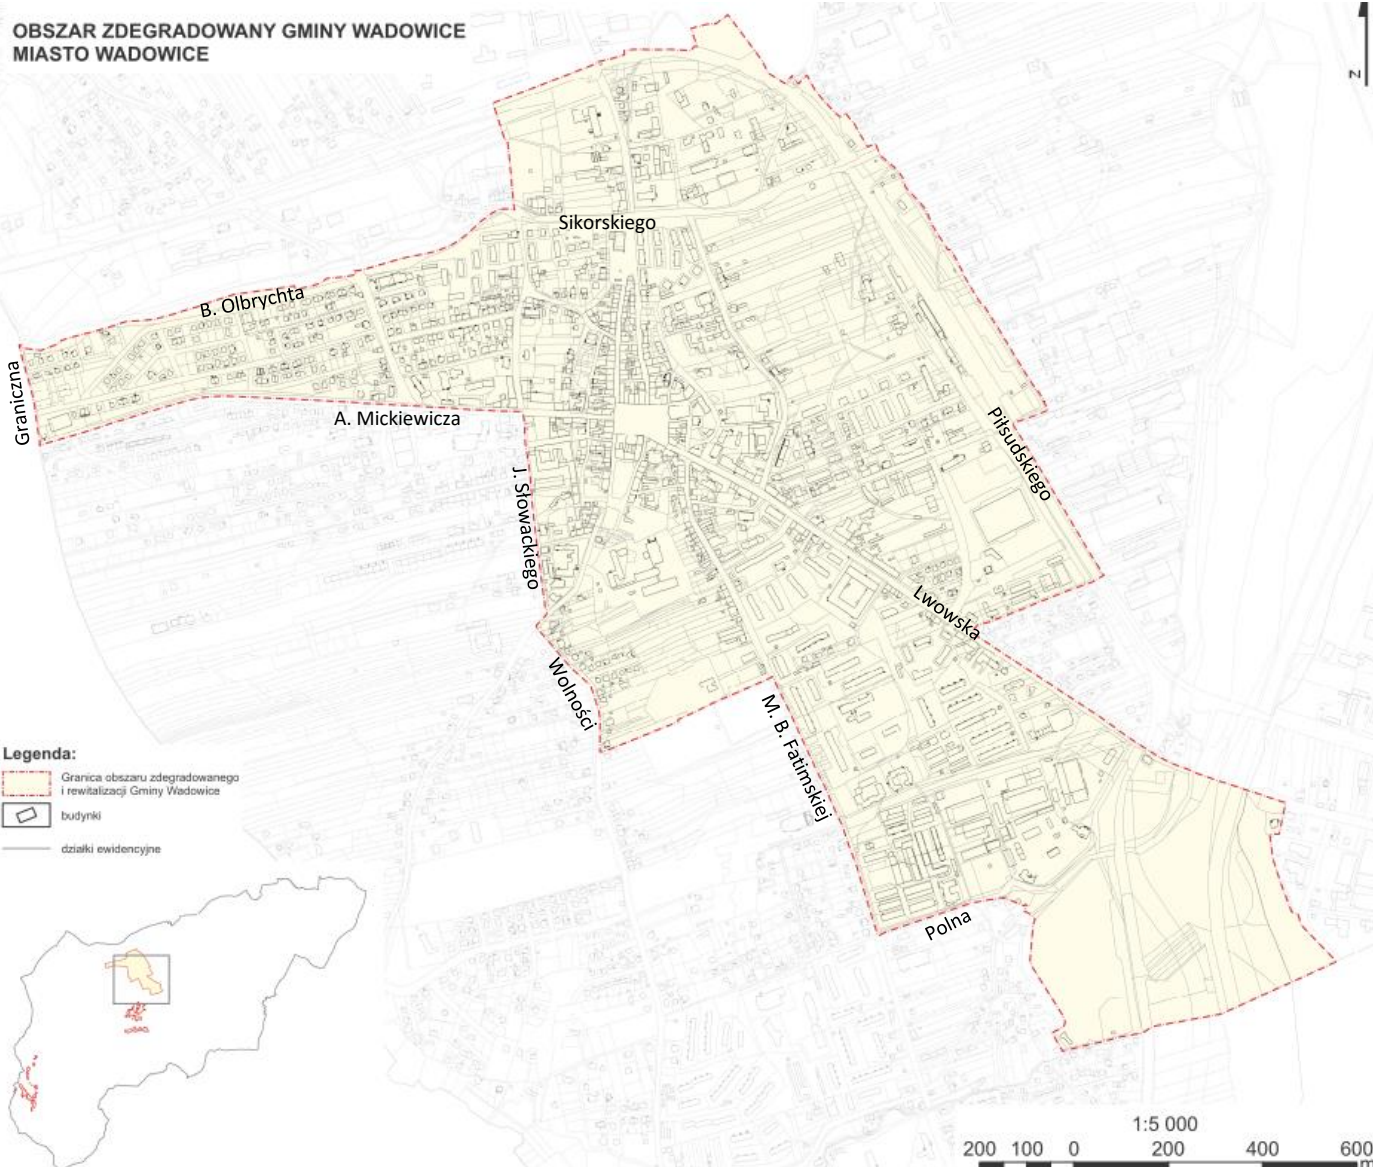 OBSZAR ZDEGRADOWANY GMINY WADOWICE
MIASTO WADOWICE
N
Sikorskiego
B. Olbrychta
Graniczna
A. Mickiewicza
J. Słowackiego
Piłsudskiego
Lwowska
Wolności
M. B. Fatimskiej
Polna
Legenda:
Granica obszaru zdegradowanego
i rewitalizacji Gminy Wadowice
budynki
działki ewidencyjne
1:5 000
200 100 0 200 400 600
m